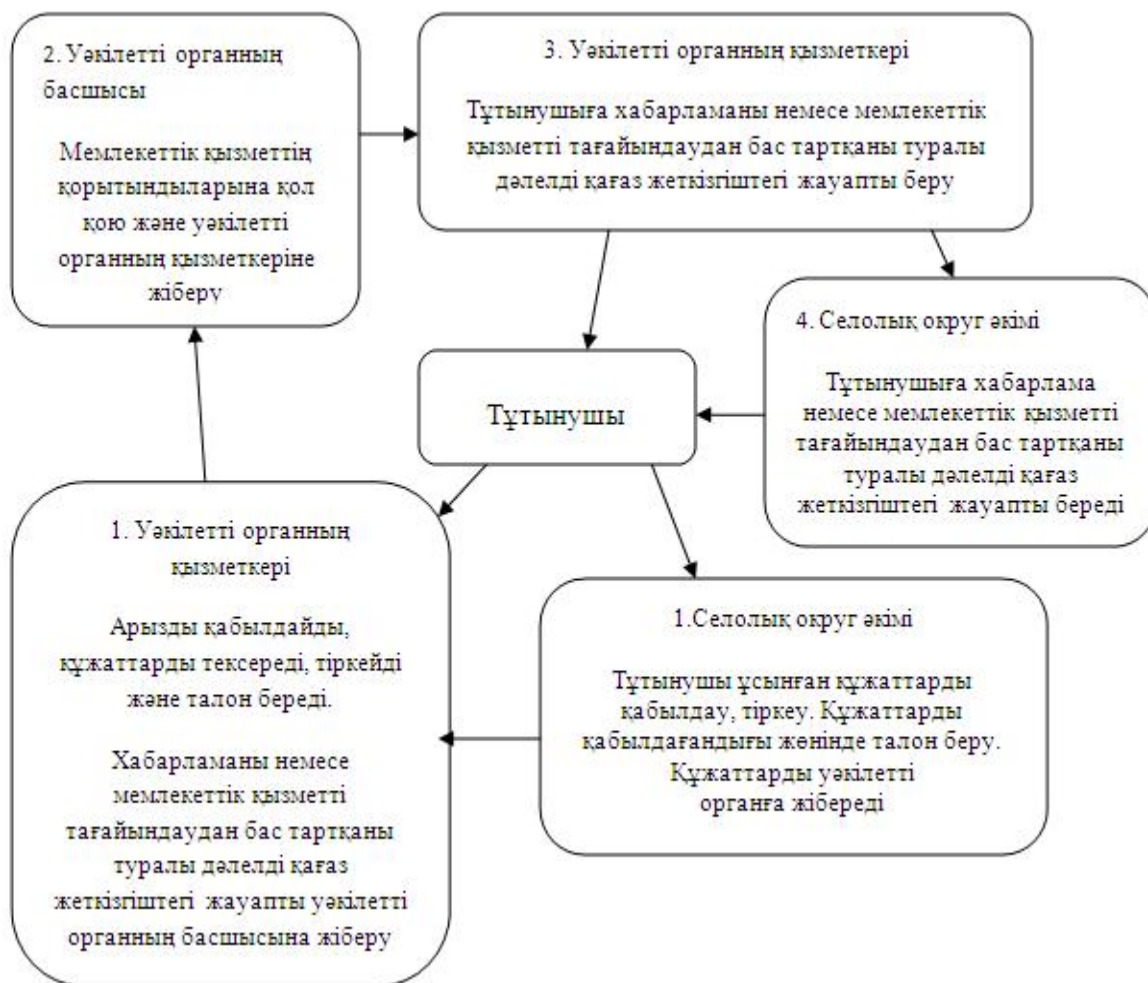 2. Уәкілетті органның
басшысы
Мемлекеттік қызметтің
қорытындыларына қол
қою және уәкілетті
органның қызметкеріне
жіберу
3. Уәкілетті органның қызметкері
Тұтынушыға хабарламаны немесе мемлекеттік
қызметті тағайындаудан бас тартқаны туралы
дәлелді қағаз жеткізгіштегі жауапты беру
4. Селолық округ әкімі
Тұтынушыға хабарлама
немесе мемлекеттік қызметті
тағайындаудан бас тартқаны
туралы дәлелді қағаз
жеткізгіштегі жауапты береді
Тұтынушы
1. Уәкілетті органның
қызметкері
Арызды қабылдайды,
құжаттарды тексереді, тіркейді
және талон береді.
Хабарламаны немесе
мемлекеттік қызметті
тағайындаудан бас тартқаны
туралы дәлелді қағаз
жеткізгіштегі жауапты уәкілетті
органның басшысына жіберу
1.Селолық округ әкімі
Тұтынушы ұсынған құжаттарды
қабылдау, тіркеу. Құжаттарды
қабылдағандығы жөнінде талон беру.
Құжаттарды уәкілетті
органға жібереді